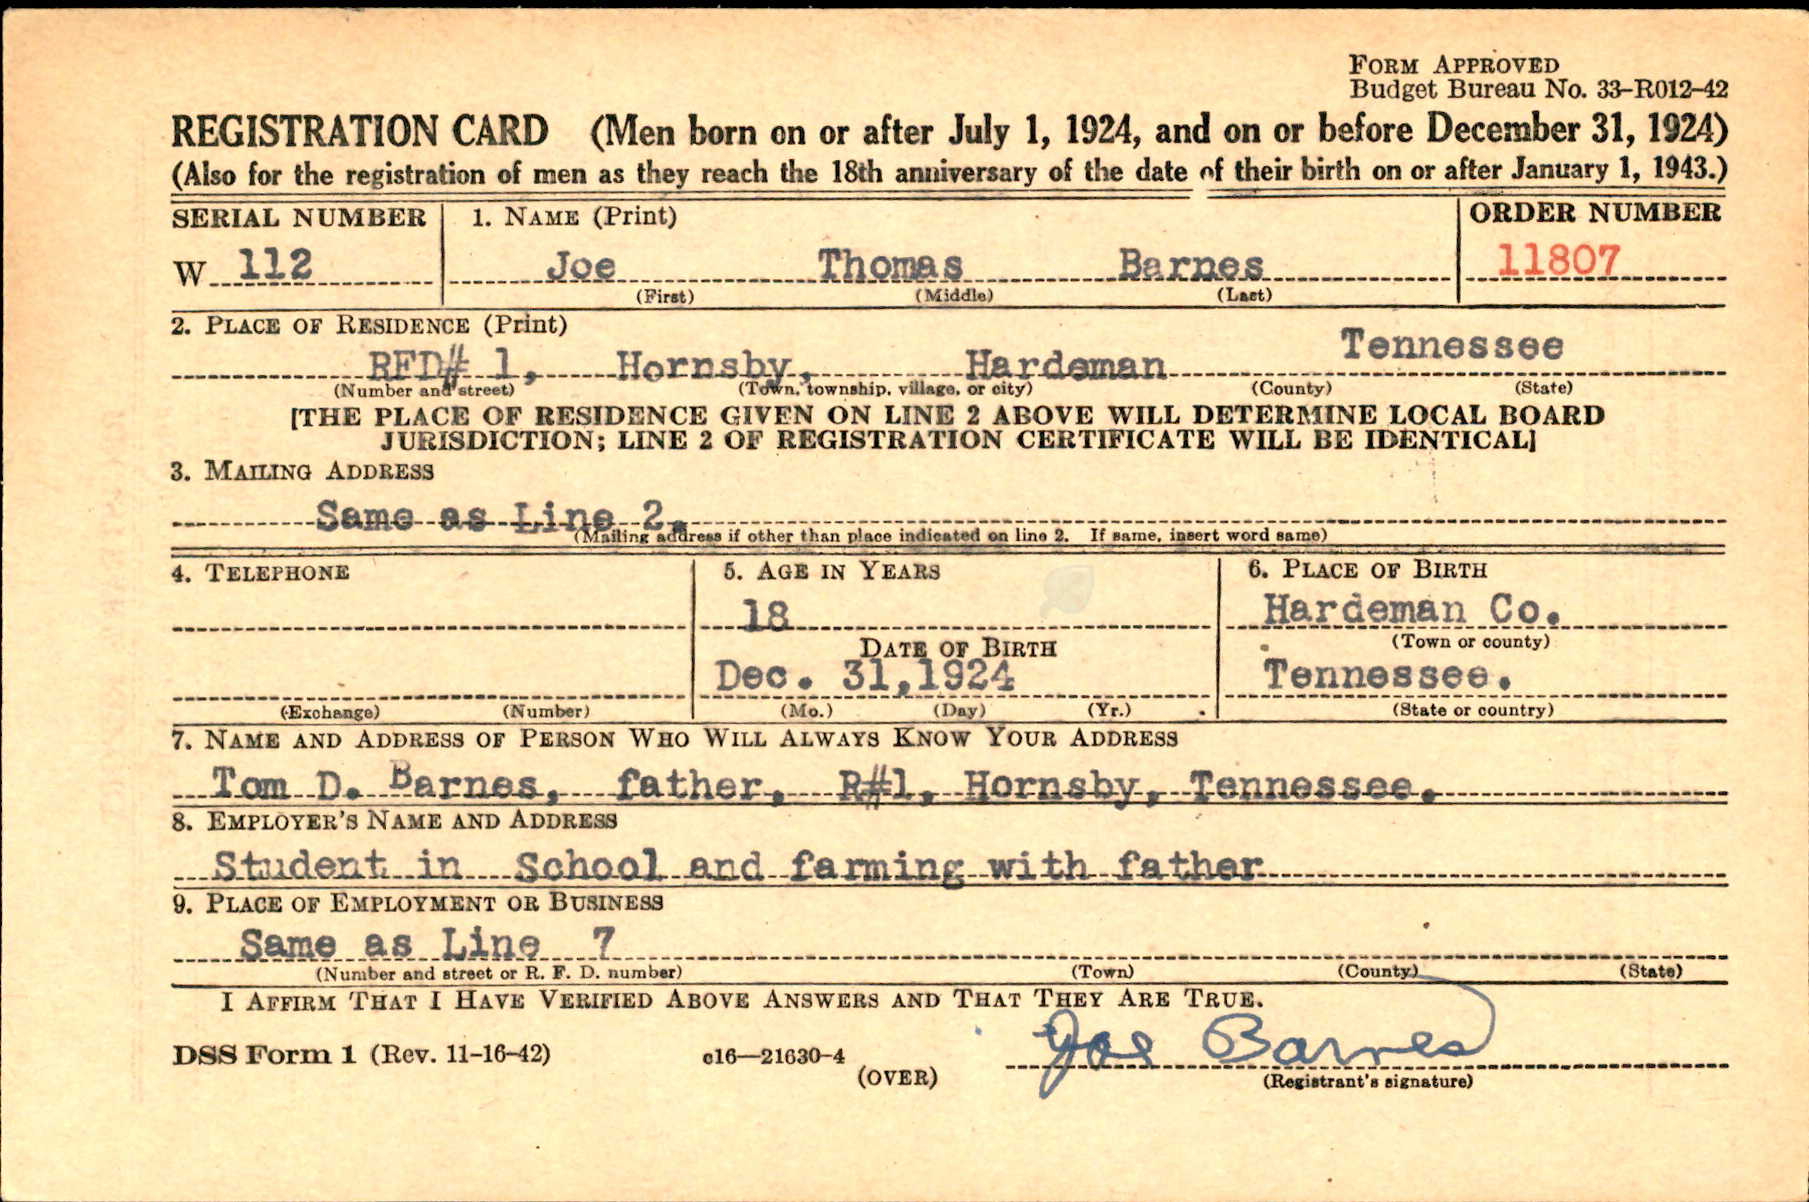 FORM APPROVED
Budget Bureau No. 33–R012–42
REGISTRATION CARD (Men born on or after July 1, 1924, and on or before December 31, 1924)
(Also for the registration of men as they reach the 18th anniversary of the date of their birth on or after January 1, 1943.)
SERIAL NUMBER 1. NAME (Print) ORDER NUMBER
W 112 Joe Thomas Barnes 11807
(First) (Middle) (Last)
2. PLACE OF RESIDENCE (Print)
RFD# 1, Hornsby, Hardeman Tennessee
(Number and street) (Town, township, village, or city) (County) (State)
[THE PLACE OF RESIDENCE GIVEN ON LINE 2 ABOVE WILL DETERMINE LOCAL BOARD
JURISDICTION; LINE 2 OF REGISTRATION CERTIFICATE WILL BE IDENTICAL]
3. MAILING ADDRESS
Same as Line 2.
(Mailing address if other than place indicated on line 2. If same, insert word same)
4. TELEPHONE 5. AGE IN YEARS 6. PLACE OF BIRTH
18 Hardeman Co.
DATE OF BIRTH (Town or county)
Dec. 31,1924 Tennessee.
(Exchange) (Number) (Mo.) (Day) (Yr.) (State or country)
7. NAME AND ADDRESS OF PERSON WHO WILL ALWAYS KNOW YOUR ADDRESS
Tom D. Barnes, father, R#1, Hornsby, Tennessee.
8. EMPLOYER'S NAME AND ADDRESS
Student in School and farming with father
9. PLACE OF EMPLOYMENT OR BUSINESS
Same as Line 7
(Number and street or R. F. D. number) (Town) (County) (State)
I AFFIRM THAT I HAVE VERIFIED ABOVE ANSWERS AND THAT THEY ARE TRUE.
DSS Form 1 (Rev. 11–16–42) c16—21630–4 Joe Barnes
(OVER) (Registrant's signature)